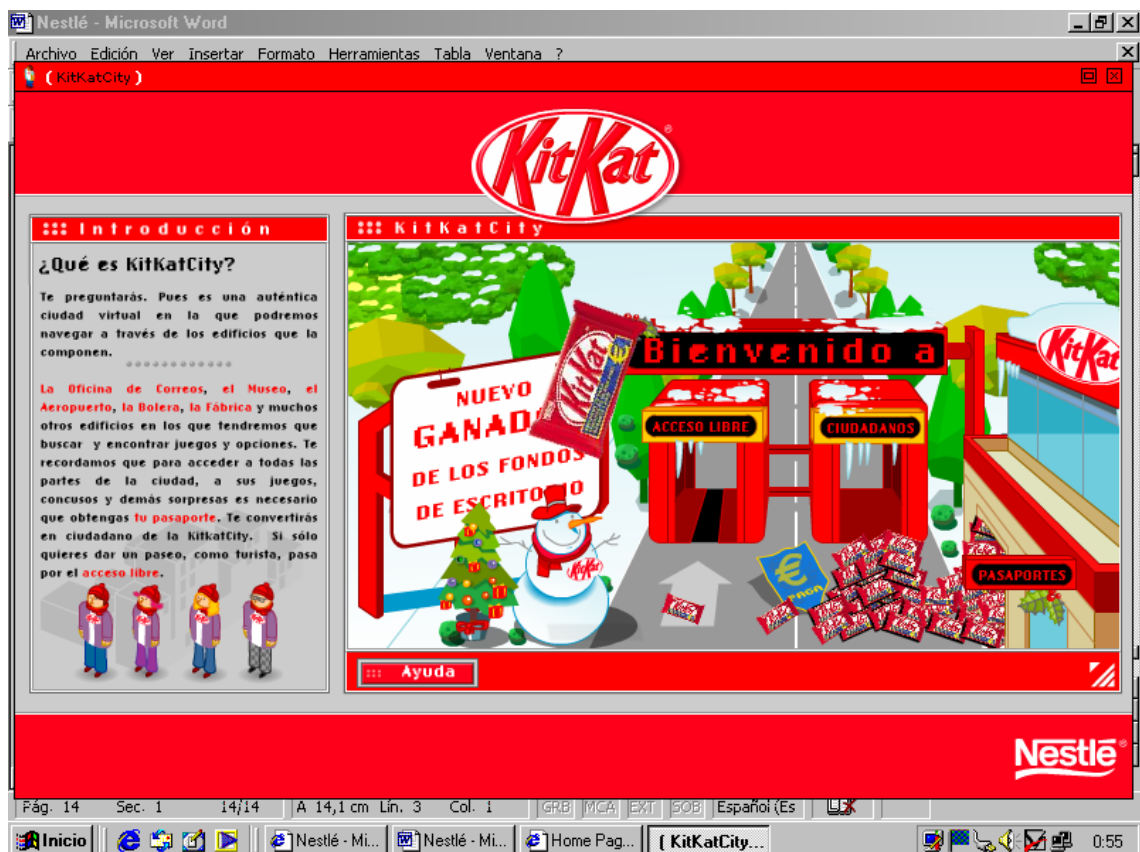 Nestlé - Microsoft Word
Archivo Edición Ver Insertar Formato Herramientas Tabla Ventana ?
( KitKatCity )
KitKat
::: Introducción
¿Qué es KitKatCity?
Te preguntarás. Pues es una auténtica
ciudad virtual en la que podremos
navegar a través de los edificios que la
componen.
La Oficina de Correos, el Museo, el
Aeropuerto, la Bolera, la Fábrica y muchos
otros edificios en los que tendremos que
buscar y encontrar juegos y opciones. Te
recordamos que para acceder a todas las
partes de la ciudad, a sus juegos,
concusos y demás sorpresas es necesario
que obtengas tu pasaporte. Te convertirás
en ciudadano de la KitkatCity. Si sólo
quieres dar un paseo, como turista, pasa
por el acceso libre.
::: KitKatCity
Bienvenido a
KitKat
NUEVO
DE LOS FONDOS
KitKat
ACCESO LIBRE
CIUDADANOS
KitKat
€
PAGA
PASAPORTES
::: Ayuda
Nestlé
Pág. 14 Sec. 1 14/14 A 14,1 cm Lín. 3 Col. 1 GRB MCA EXT SOB Español (Es
Inicio Nestlé - Mi... Nestlé - Mi... Home Pag... ( KitKatCity... 0:55